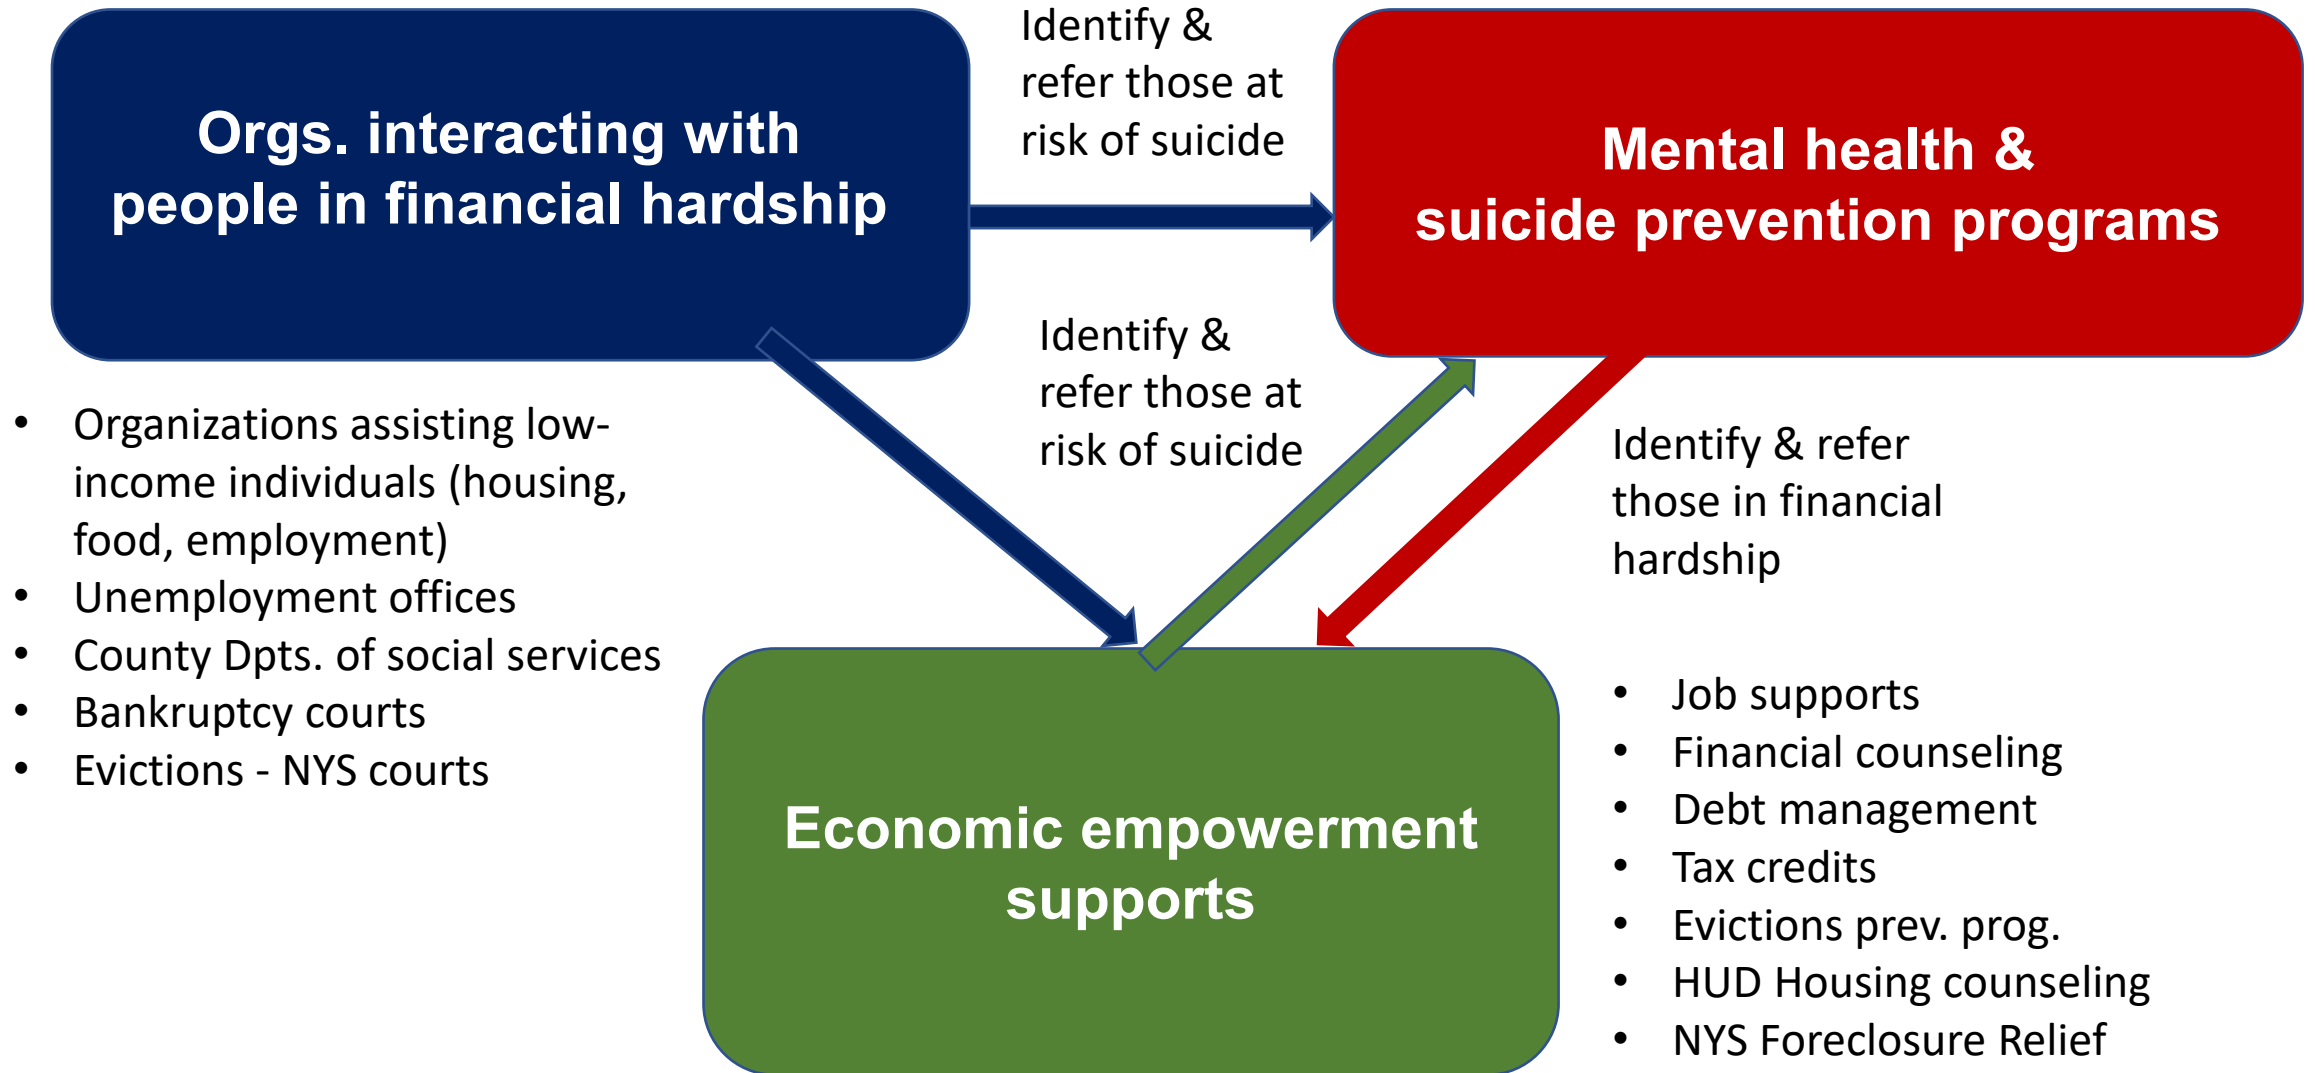 Orgs. interacting with
people in financial hardship
Identify &
refer those at
risk of suicide
Mental health &
suicide prevention programs
Identify &
refer those at
risk of suicide
• Organizations assisting low-
income individuals (housing,
food, employment)
• Unemployment offices
• County Dpts. of social services
• Bankruptcy courts
• Evictions - NYS courts
Identify & refer
those in financial
hardship
Economic empowerment
supports
• Job supports
• Financial counseling
• Debt management
• Tax credits
• Evictions prev. prog.
• HUD Housing counseling
• NYS Foreclosure Relief